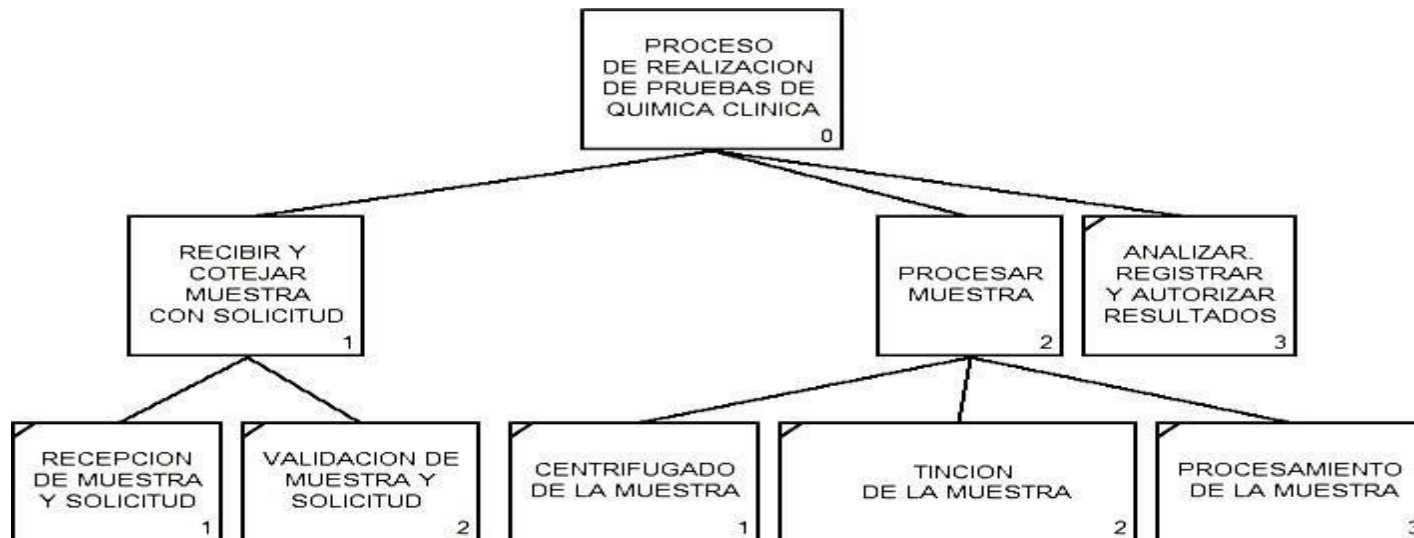 PROCESO
DE REALIZACION
DE PRUEBAS DE
QUIMICA CLINICA
0
RECIBIR Y
COTEJAR
MUESTRA
CON SOLICITUD
1
PROCESAR
MUESTRA
2
ANALIZAR.
REGISTRAR
Y AUTORIZAR
RESULTADOS
3
RECEPCION
DE MUESTRA
Y SOLICITUD
1
VALIDACION DE
MUESTRA Y
SOLICITUD
2
CENTRIFUGADO
DE LA MUESTRA
1
TINCION
DE LA MUESTRA
2
PROCESAMIENTO
DE LA MUESTRA
3